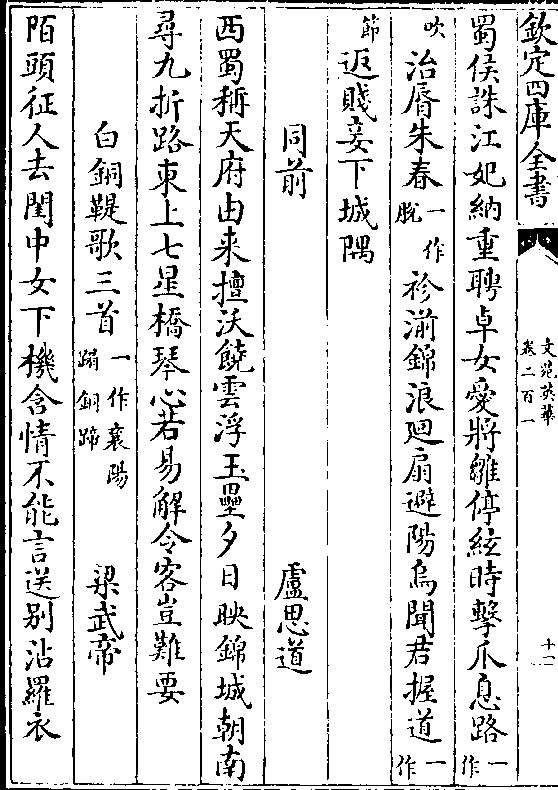 欽定四庫全書
文苑英華
卷二百一
十一
蜀侯誅江妃納重聘卓女愛將雛停絃時擊爪息路一作
吹治脣朱春一作脫衫湔錦浪廻扇避陽烏聞君握道一作
節返賤妾下城隅
同前 盧思道
西蜀稱天府由来擅沃饒雲浮玉壘夕日映錦城朝南
尋九折路東上七星橋琴心若易解令客豈難要
白銅鞮歌三首一作襄陽蹋銅蹄 梁武帝
陌頭征人去閨中女下機含情不能言送别沾羅衣